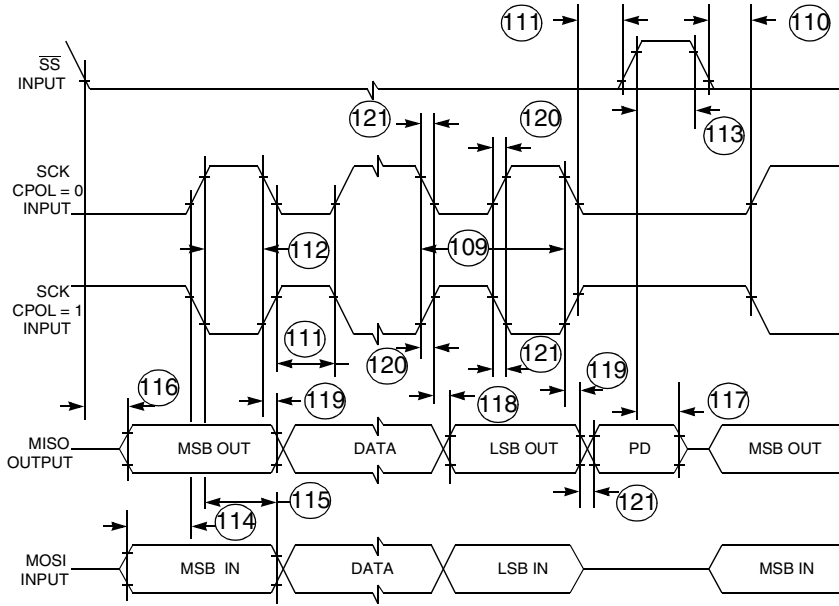 111
110
SS
INPUT
121
120
113
SCK
CPOL = 0
INPUT
112
109
SCK
CPOL = 1
INPUT
111
120
121
116
119
118
119
117
MISO
OUTPUT
MSB OUT
DATA
LSB OUT
PD
MSB OUT
114
115
121
MOSI
INPUT
MSB IN
DATA
LSB IN
MSB IN